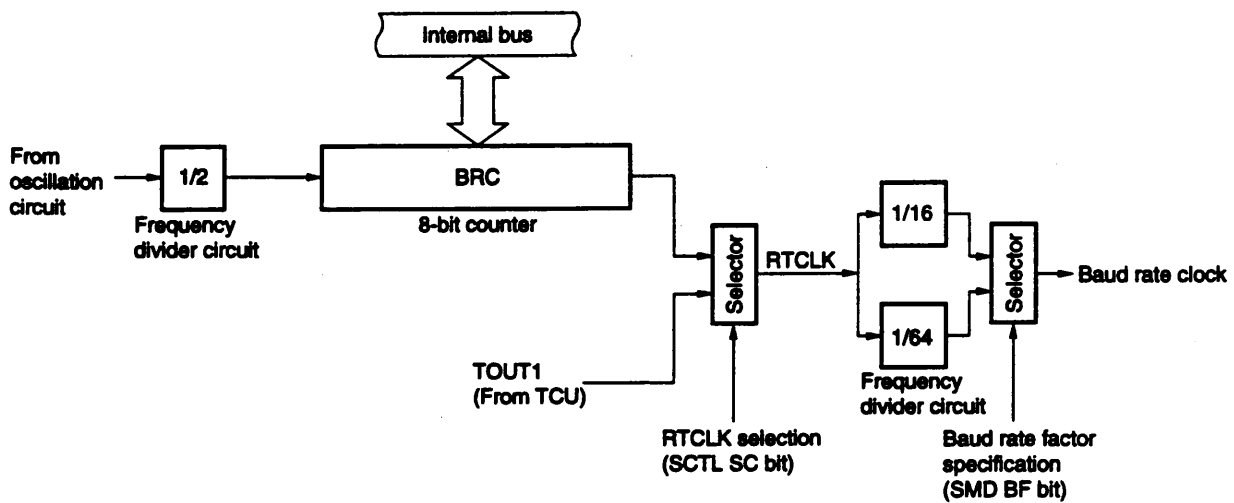 Internal bus
From
oscillation
circuit
1/2
Frequency
divider circuit
BRC
8-bit counter
Selector
RTCLK
TOUT1
(From TCU)
RTCLK selection
(SCTL SC bit)
1/16
1/64
Frequency
divider circuit
Selector
Baud rate clock
Baud rate factor
specification
(SMD BF bit)